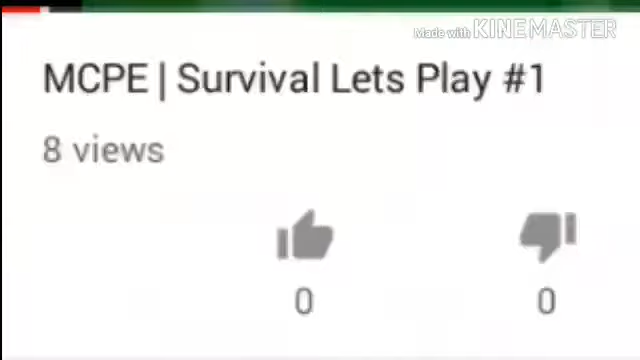 Made with KINEMASTER
MCPE | Survival Lets Play #1
8 views
0 0